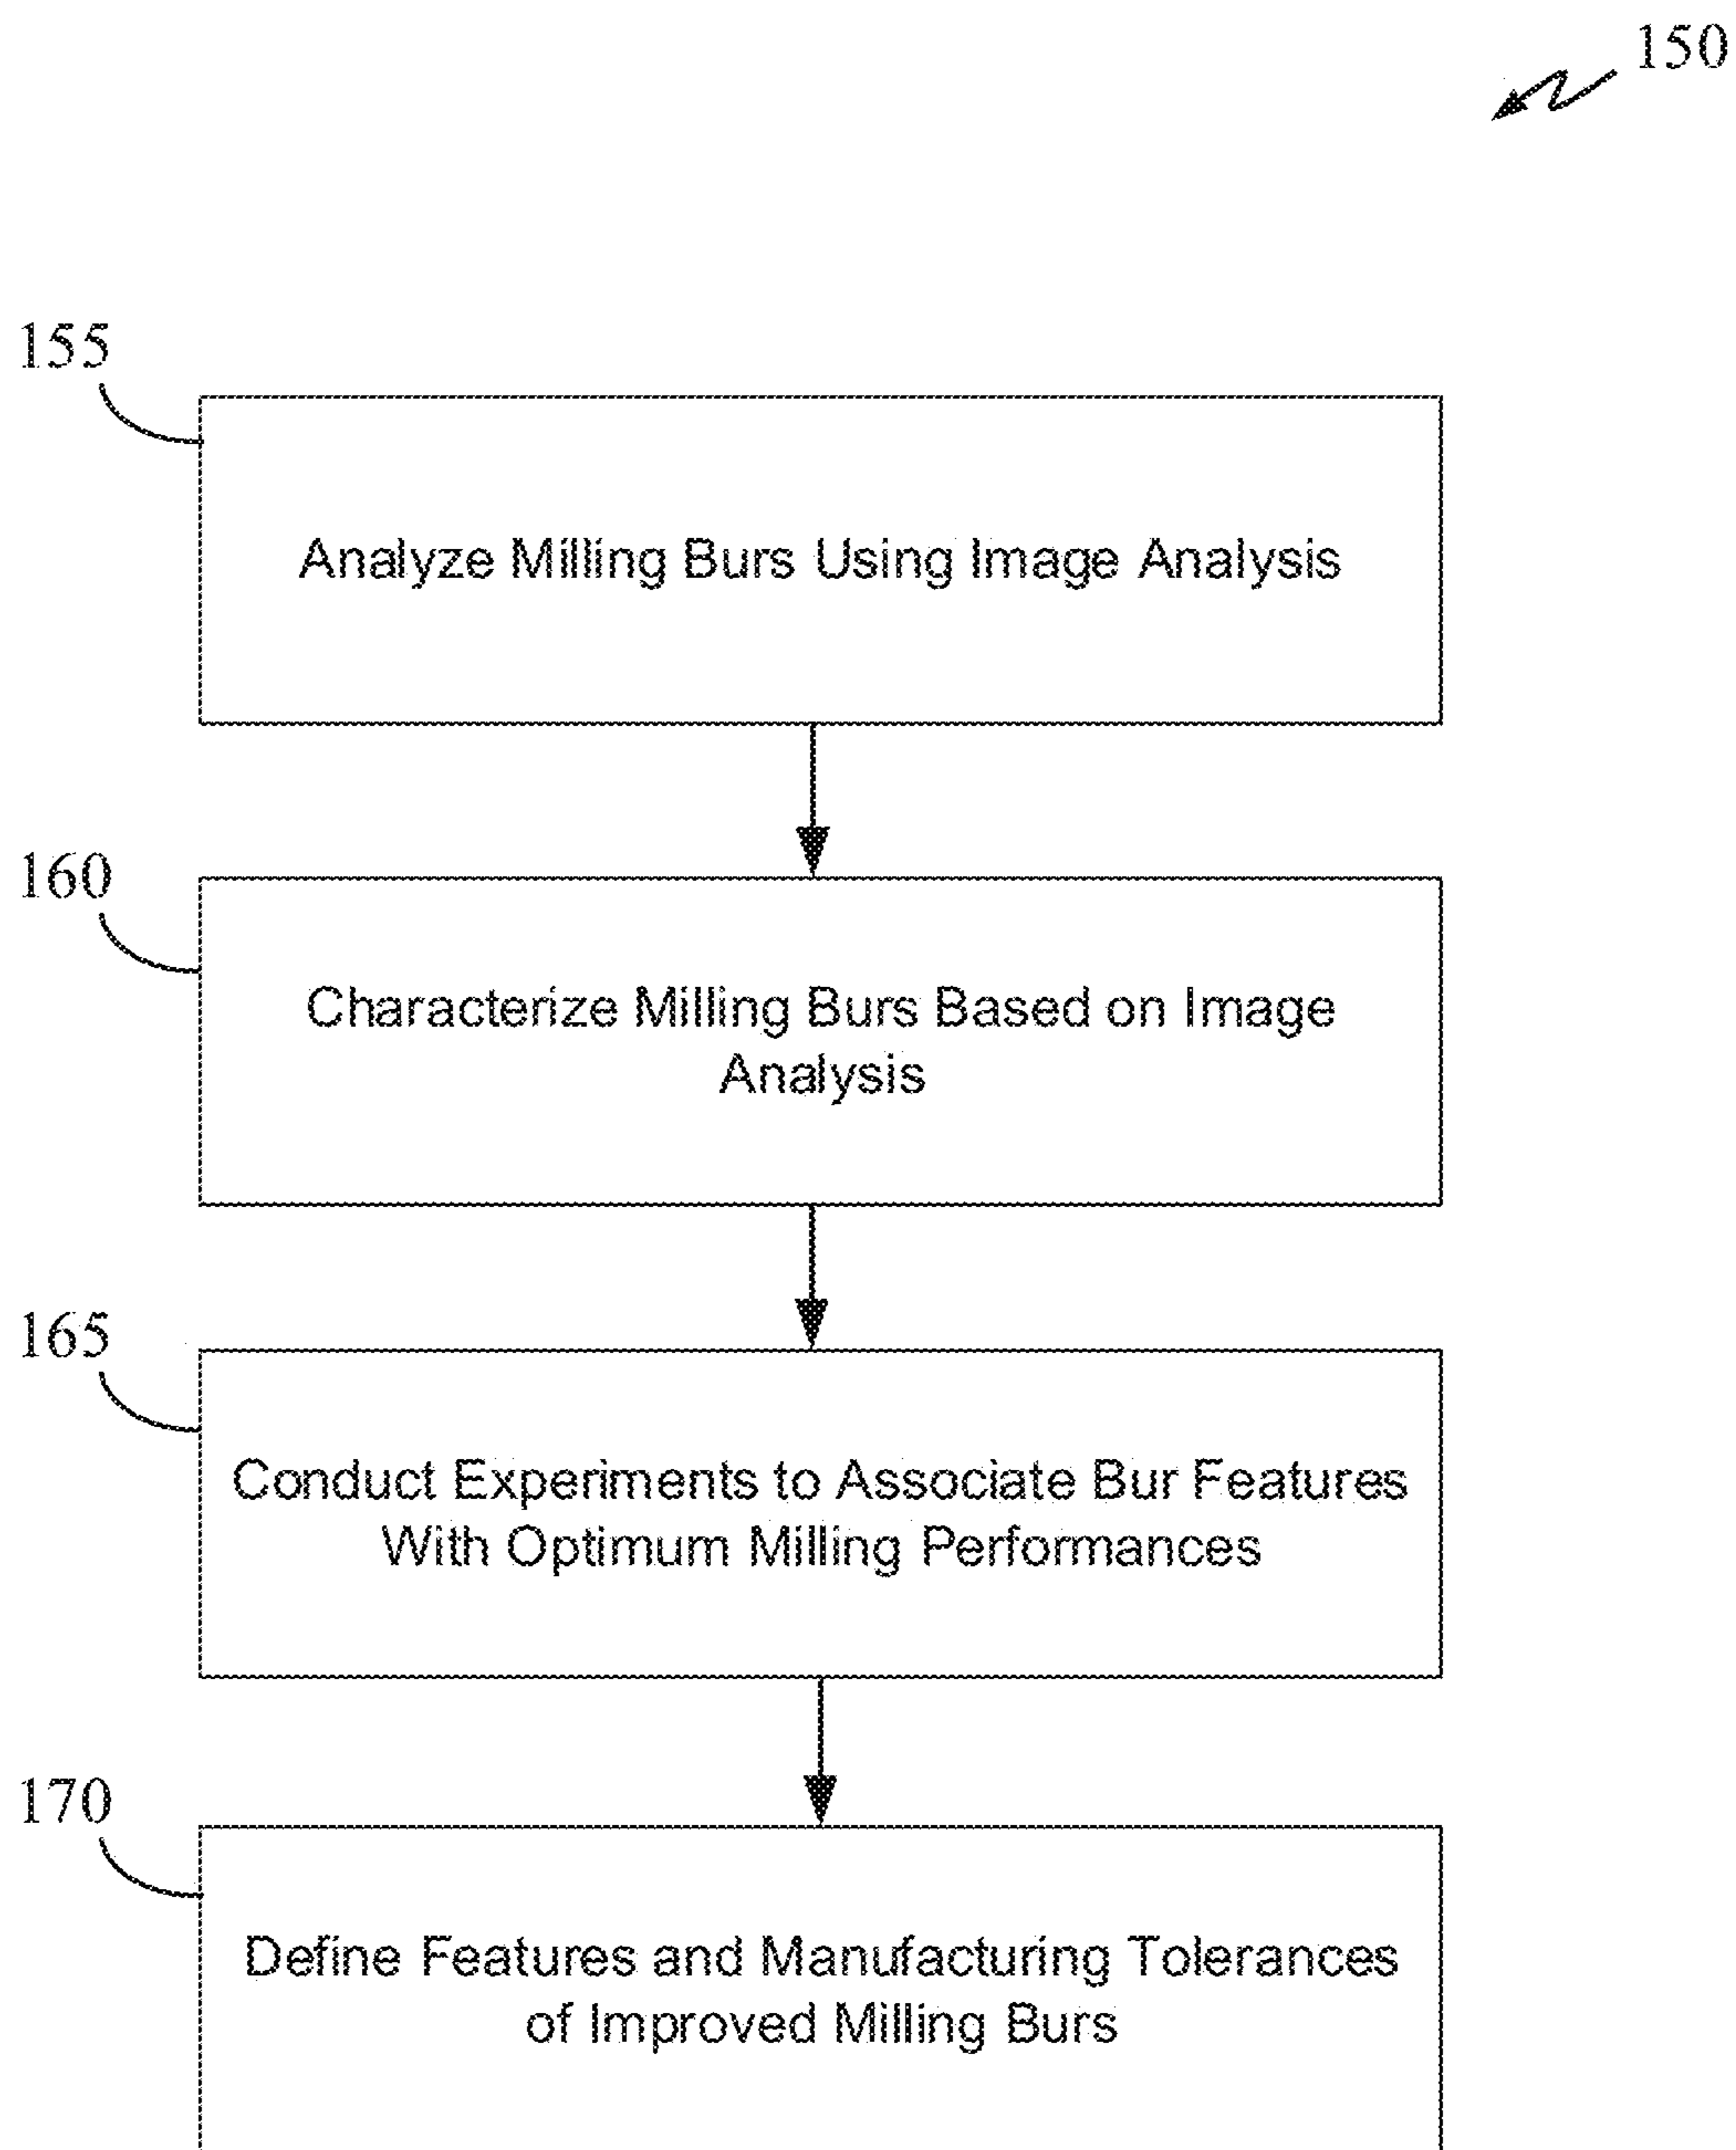 150
155
Analyze Milling Burs Using Image Analysis
160
Characterize Milling Burs Based on Image
Analysis
165
Conduct Experiments to Associate Bur Features
With Optimum Milling Performances
170
Define Features and Manufacturing Tolerances
of Improved Milling Burs